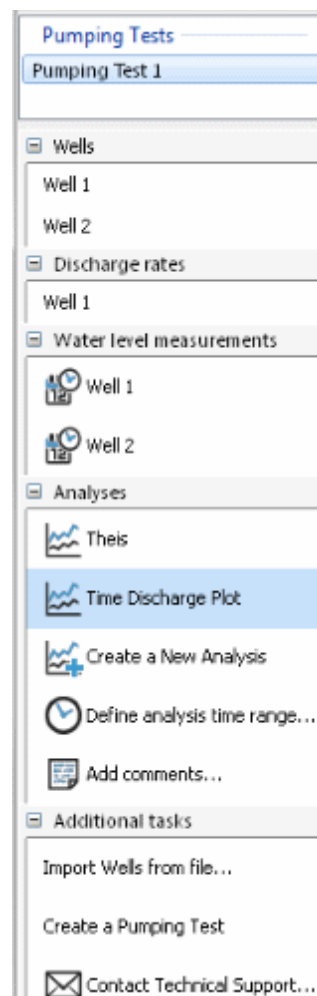 Pumping Tests
Pumping Test 1
Wells
Well 1
Well 2
Discharge rates
Well 1
Water level measurements
12
Well 1
12
Well 2
Analyses
Theis
Time Discharge Plot
Create a New Analysis
Define analysis time range...
Add comments...
Additional tasks
Import Wells from file...
Create a Pumping Test
Contact Technical Support...